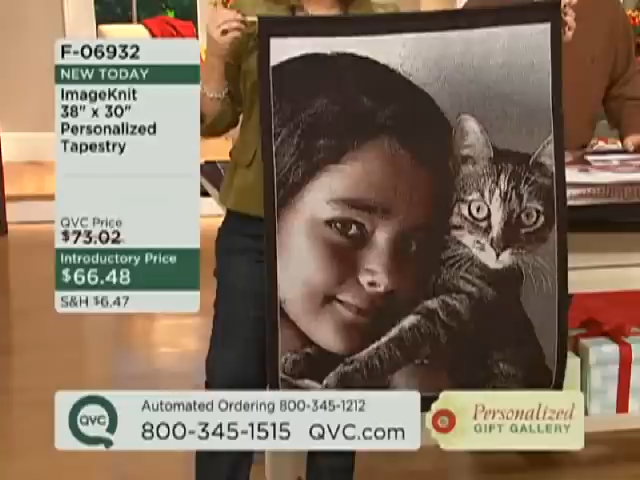 F-06932
NEW TODAY
ImageKnit
38" x 30"
Personalized
Tapestry
QVC Price
$73.02
Introductory Price
$66.48
S&H $6.47
QVC
Automated Ordering 800-345-1212
800-345-1515 QVC.com
Personalized
GIFT GALLERY